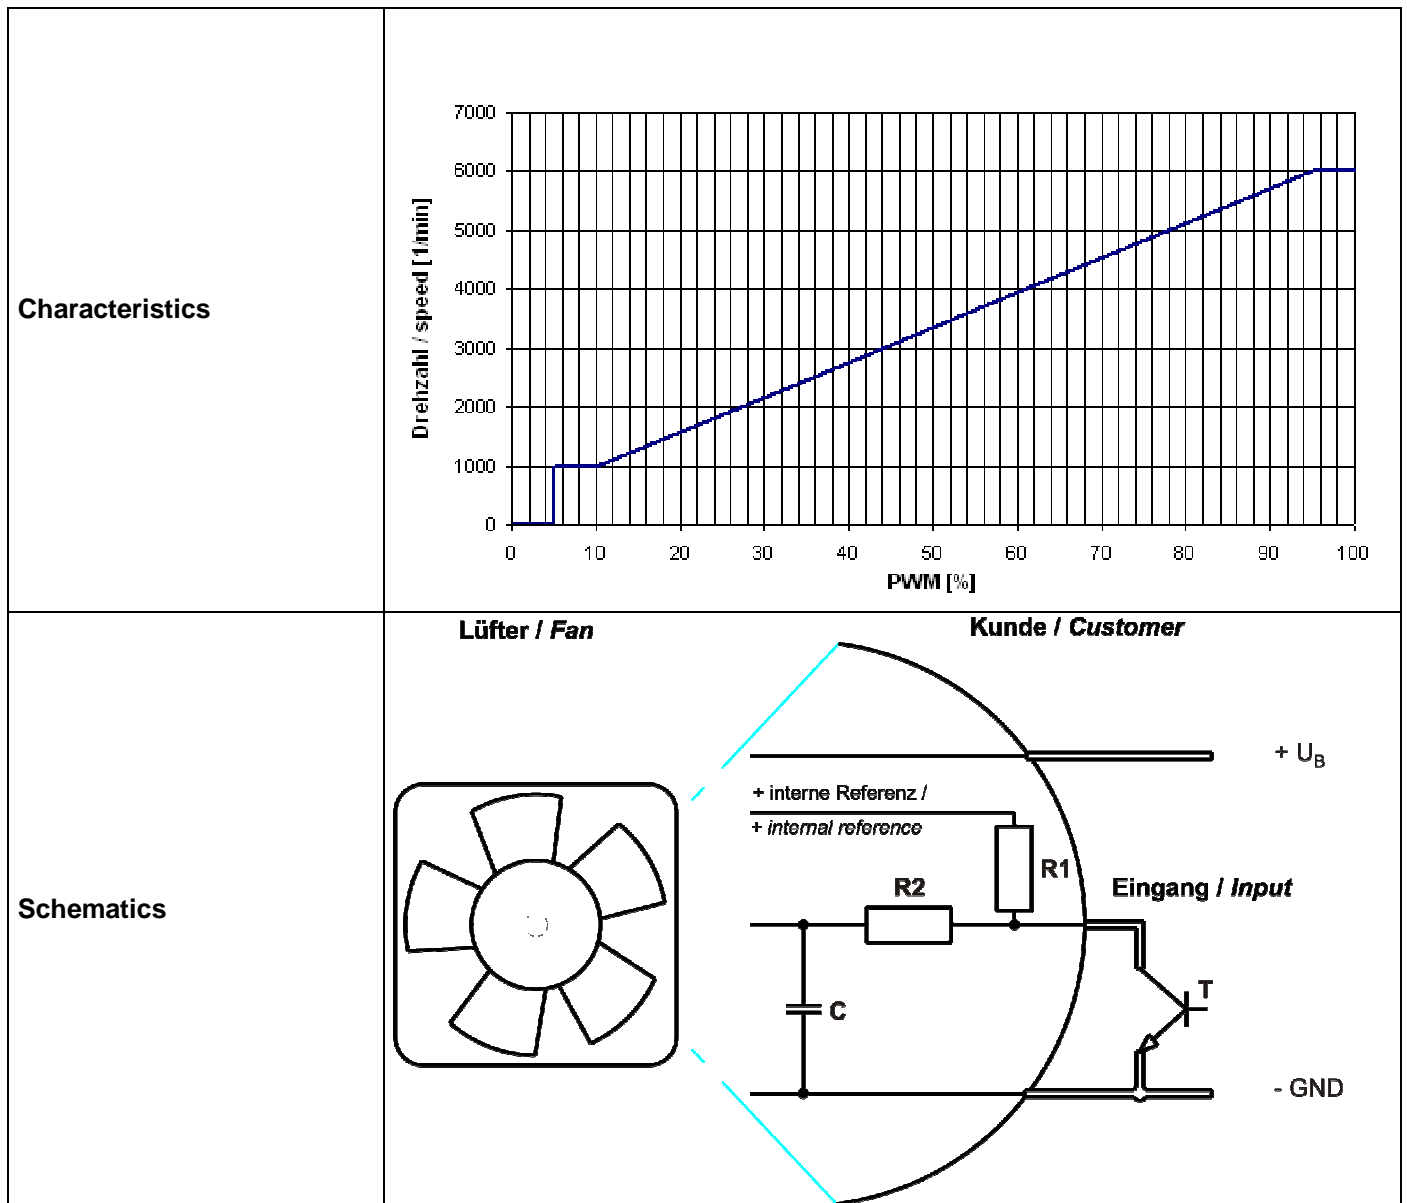 Characteristics
7000
6000
5000
4000
3000
2000
1000
0
Drehzahl / speed [1/min]
0 10 20 30 40 50 60 70 80 90 100
PWM [%]
Schematics
Lüfter / Fan
Kunde / Customer
+ UB
+ interne Referenz /
+ internal reference
R1
R2
Eingang / Input
C
T
- GND